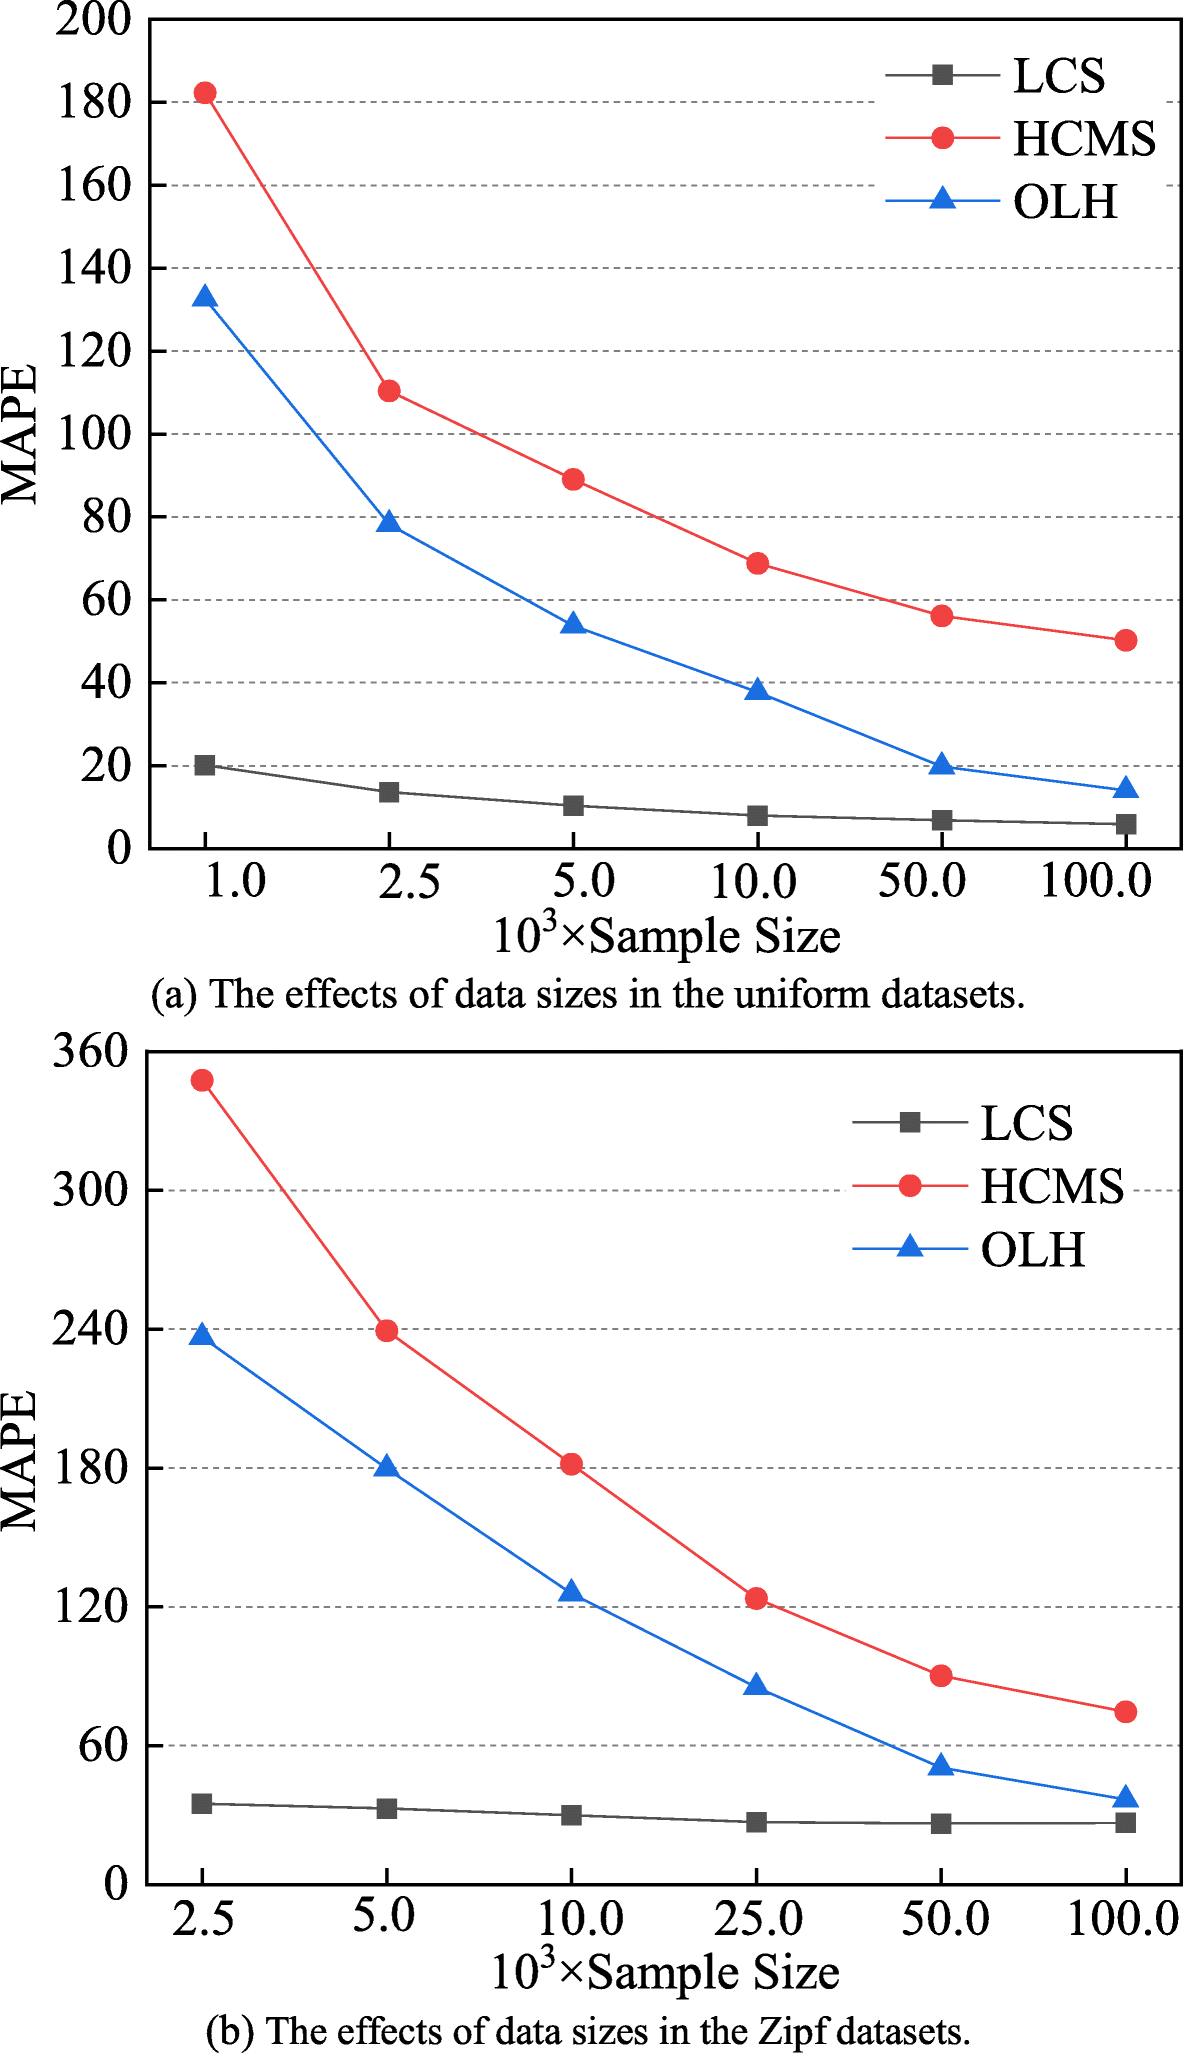 200
180
160
140
120
100
80
60
40
20
0
MAPE
LCS
HCMS
OLH
1.0 2.5 5.0 10.0 50.0 100.0
10³×Sample Size
(a) The effects of data sizes in the uniform datasets.
360
300
240
180
120
60
0
MAPE
LCS
HCMS
OLH
2.5 5.0 10.0 25.0 50.0 100.0
10³×Sample Size
(b) The effects of data sizes in the Zipf datasets.